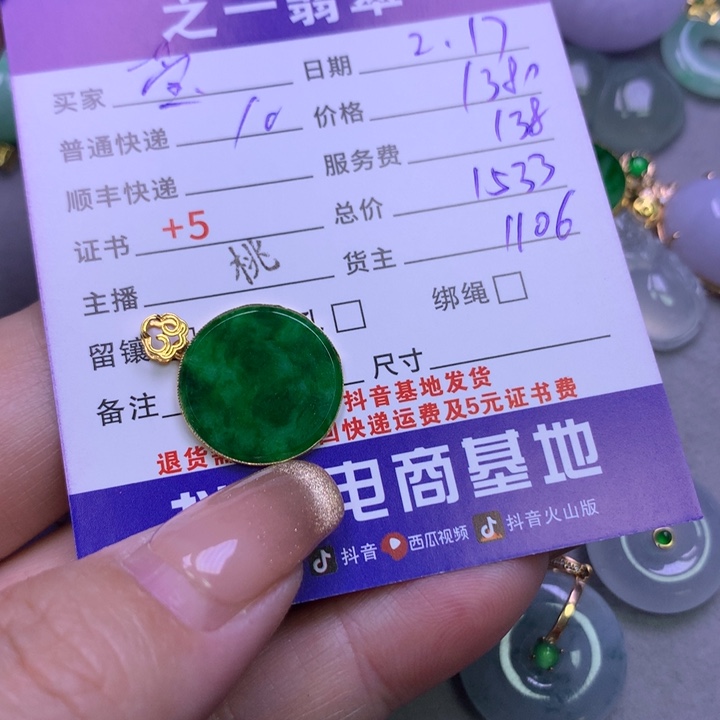 之一翡翠
买家 日期 2.17
普通快递 10 价格 1380
顺丰快递 服务费 138
证书 +5 总价 1533
主播 桃 货主 1106
留镶 孔 □ 绑绳 □
备注 尺寸
抖音基地发货
退货需 回快递运费及5元证书费
电商基地
抖音 西瓜视频 抖音火山版